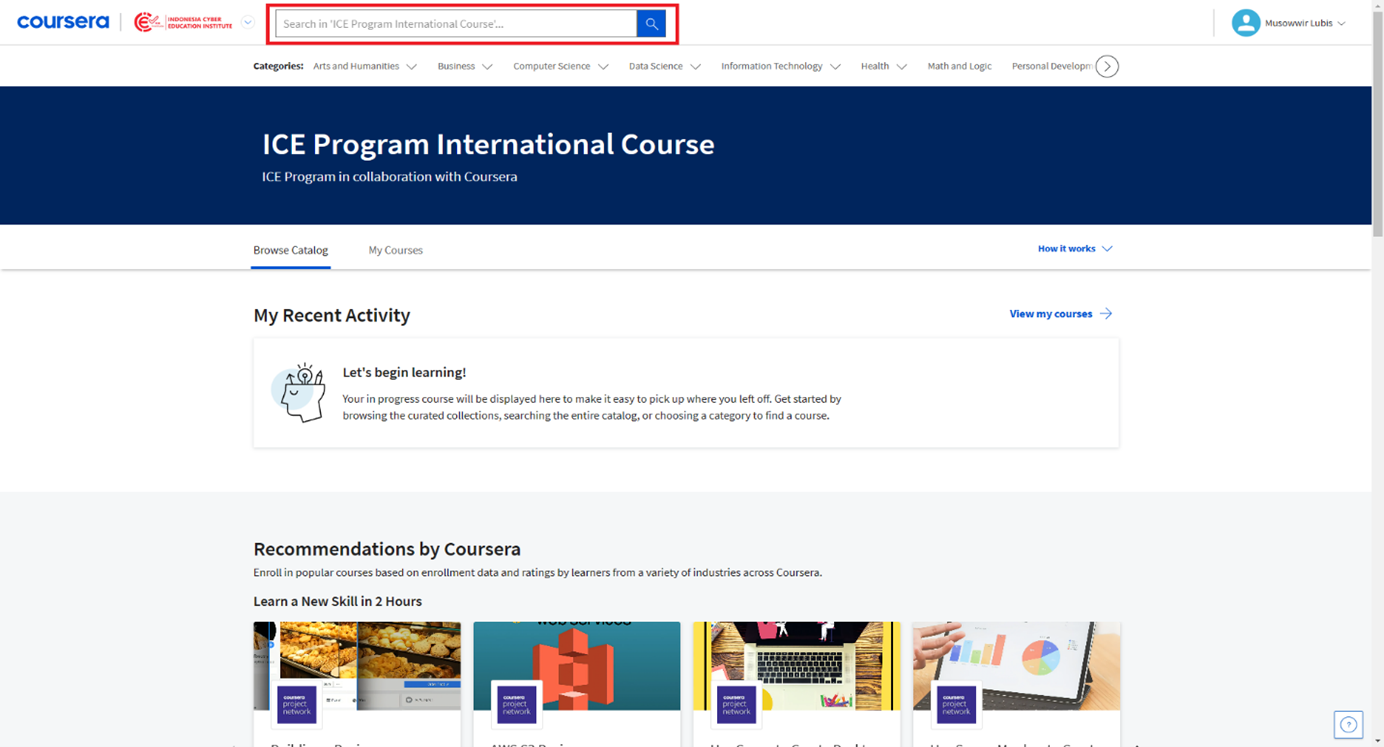 coursera
INDONESIA CYBER
EDUCATION INSTITUTE
Search in 'ICE Program International Course'...
Musowwir Lubis
Categories: Arts and Humanities Business Computer Science Data Science Information Technology Health Math and Logic Personal Developm
ICE Program International Course
ICE Program in collaboration with Coursera
Browse Catalog My Courses How it works
My Recent Activity View my courses
Let's begin learning!
Your in progress course will be displayed here to make it easy to pick up where you left off. Get started by
browsing the curated collections, searching the entire catalog, or choosing a category to find a course.
Recommendations by Coursera
Enroll in popular courses based on enrollment data and ratings by learners from a variety of industries across Coursera.
Learn a New Skill in 2 Hours
coursera
project
network
coursera
project
network
coursera
project
network
coursera
project
network
?